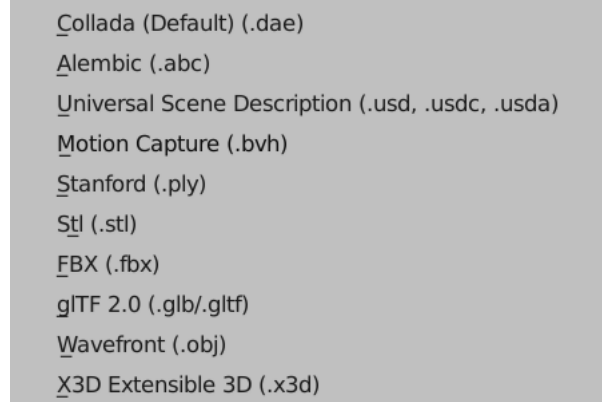 Collada (Default) (.dae)
Alembic (.abc)
Universal Scene Description (.usd, .usdc, .usda)
Motion Capture (.bvh)
Stanford (.ply)
Stl (.stl)
FBX (.fbx)
glTF 2.0 (.glb/.gltf)
Wavefront (.obj)
X3D Extensible 3D (.x3d)